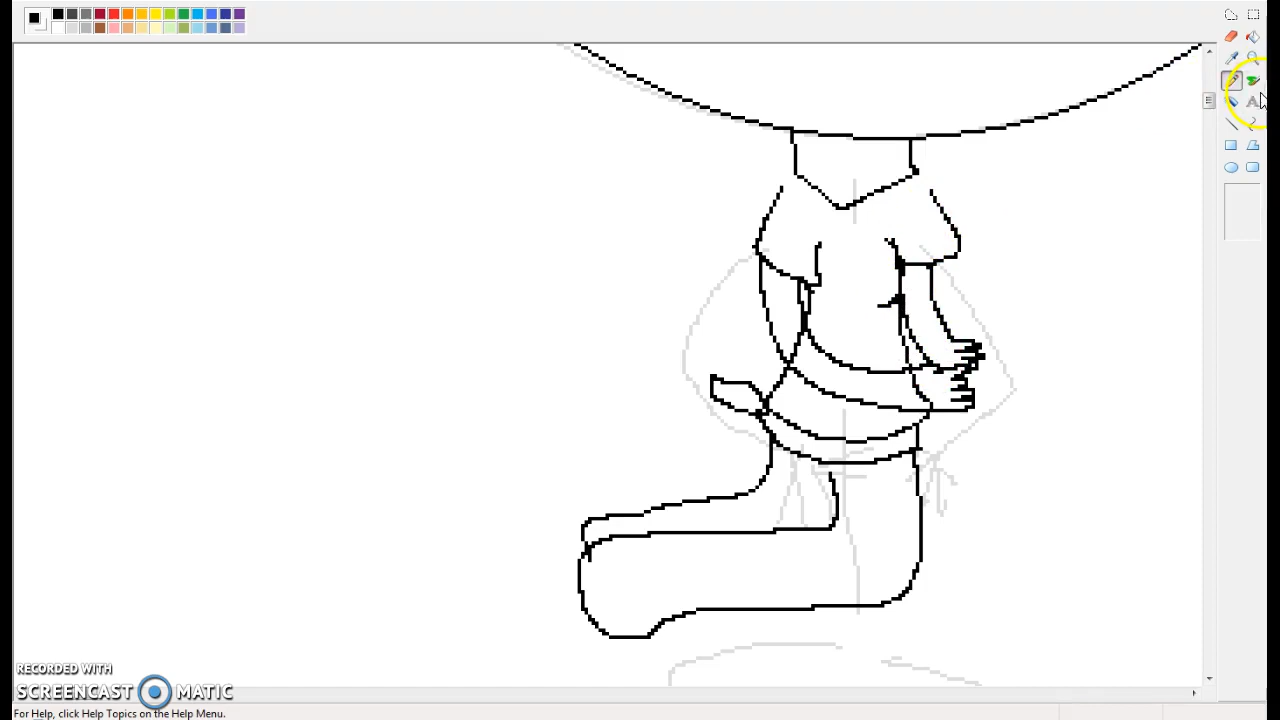 A
RECORDED WITH
SCREENCAST MATIC
For Help, click Help Topics on the Help Menu.